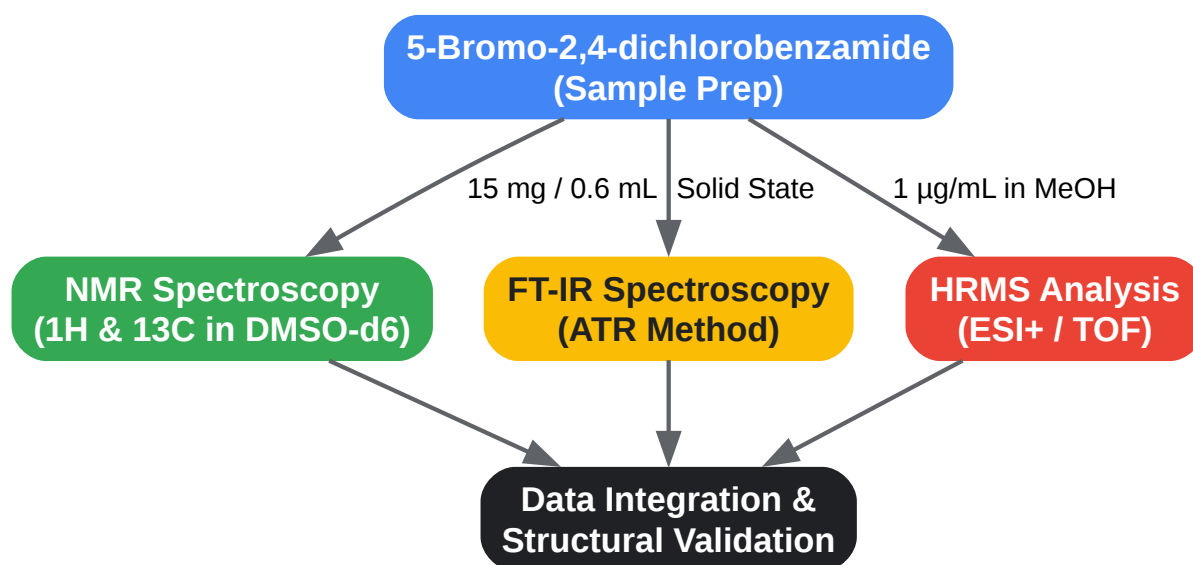 5-Bromo-2,4-dichlorobenzamide
(Sample Prep)
15 mg / 0.6 mL
Solid State
1 µg/mL in MeOH
NMR Spectroscopy
(1H & 13C in DMSO-d6)
FT-IR Spectroscopy
(ATR Method)
HRMS Analysis
(ESI+ / TOF)
Data Integration &
Structural Validation